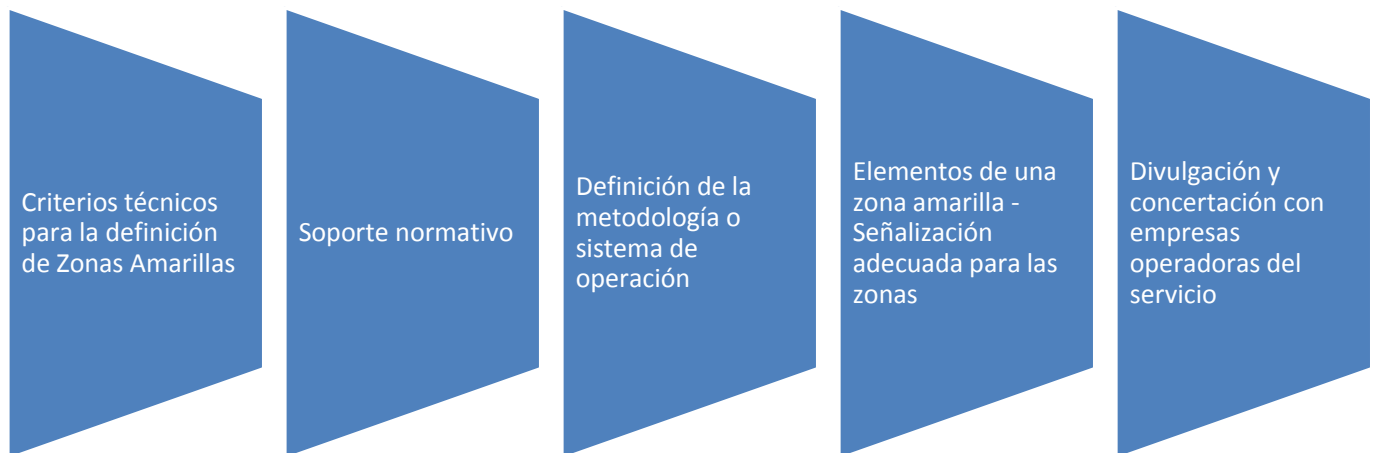 Criterios técnicos
para la definición
de Zonas Amarillas
Soporte normativo
Definición de la
metodología o
sistema de
operación
Elementos de una
zona amarilla -
Señalización
adecuada para las
zonas
Divulgación y
concertación con
empresas
operadoras del
servicio